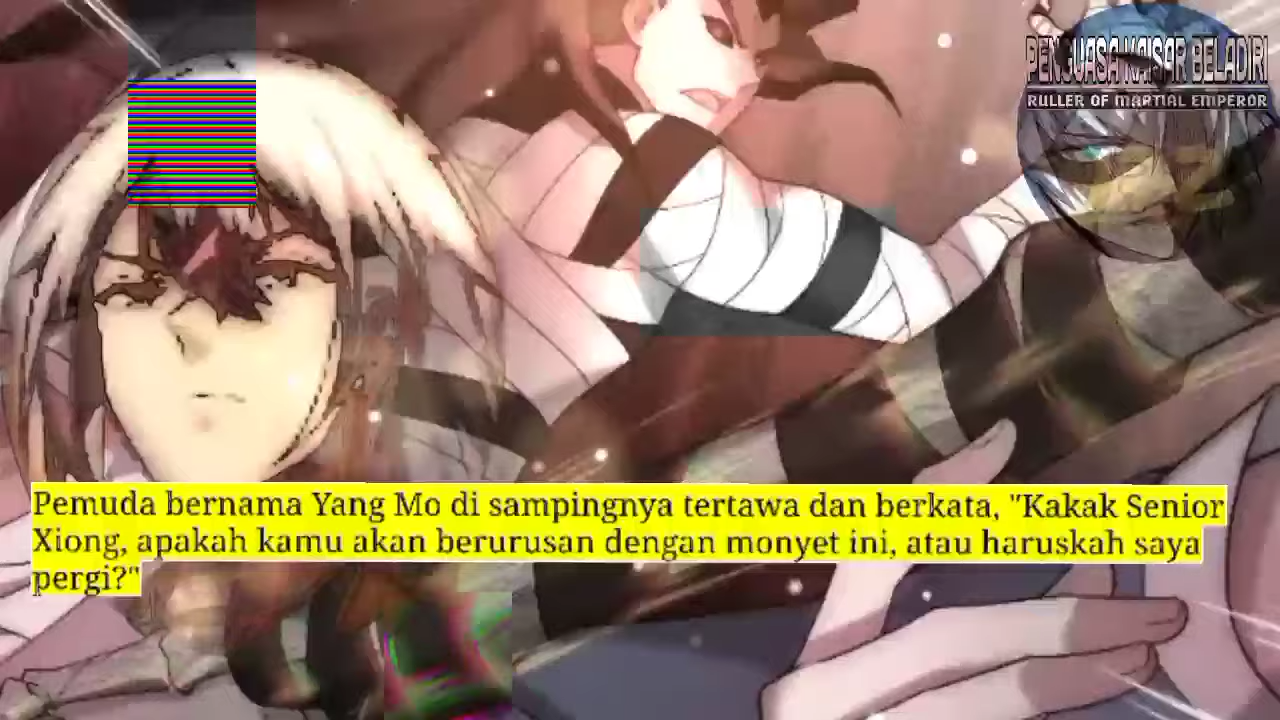 PENGUASA KAISAR BELADIRI
RULLER OF MARTIAL EMPEROR
Pemuda bernama Yang Mo di sampingnya tertawa dan berkata, "Kakak Senior
Xiong, apakah kamu akan berurusan dengan monyet ini, atau haruskah saya
pergi?"